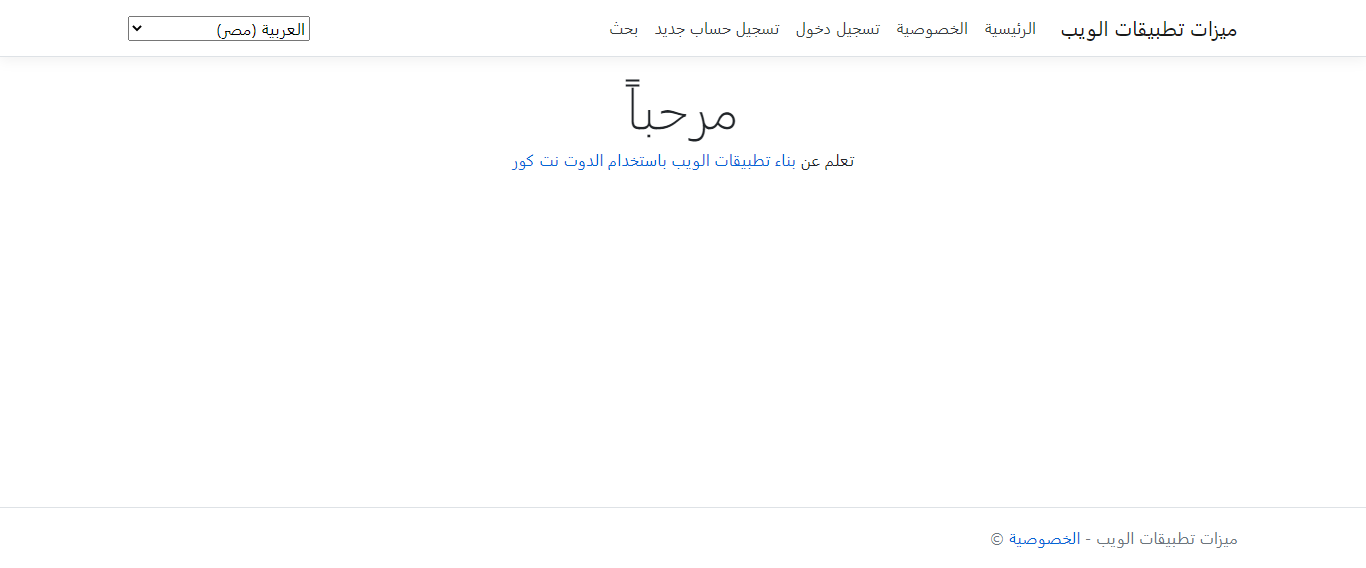 ميزات تطبيقات الويب الرئيسية الخصوصية تسجيل دخول تسجيل حساب جديد بحث العربية (مصر)
مرحباً
تعلم عن بناء تطبيقات الويب باستخدام الدوت نت كور
ميزات تطبيقات الويب - الخصوصية ©